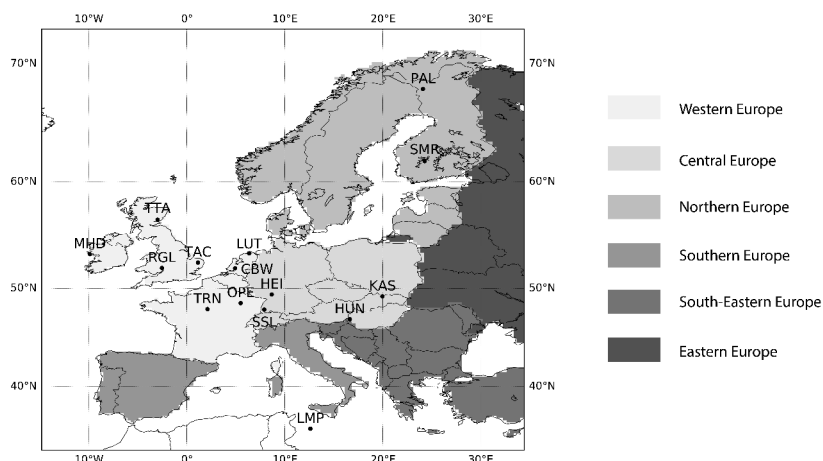 10°W 0° 10°E 20°E 30°E
70°N 70°N
PAL
Western Europe
SMR
Central Europe
60°N 60°N
Northern Europe
TTA
MHD RGL TAC LUT
CBW
Southern Europe
50°N 50°N
HEI KAS
TRN OPE HUN
South-Eastern Europe
SSL
Eastern Europe
40°N 40°N
LMP
10°W 0° 10°E 20°E 30°E